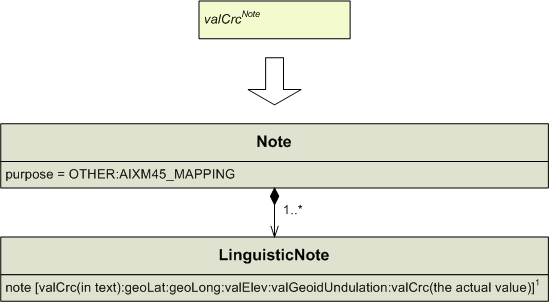 valCrcNote
Note
purpose = OTHER:AIXM45_MAPPING
1..*
LinguisticNote
note [valCrc(in text):geoLat:geoLong:valElev:valGeoidUndulation:valCrc(the actual value)]1